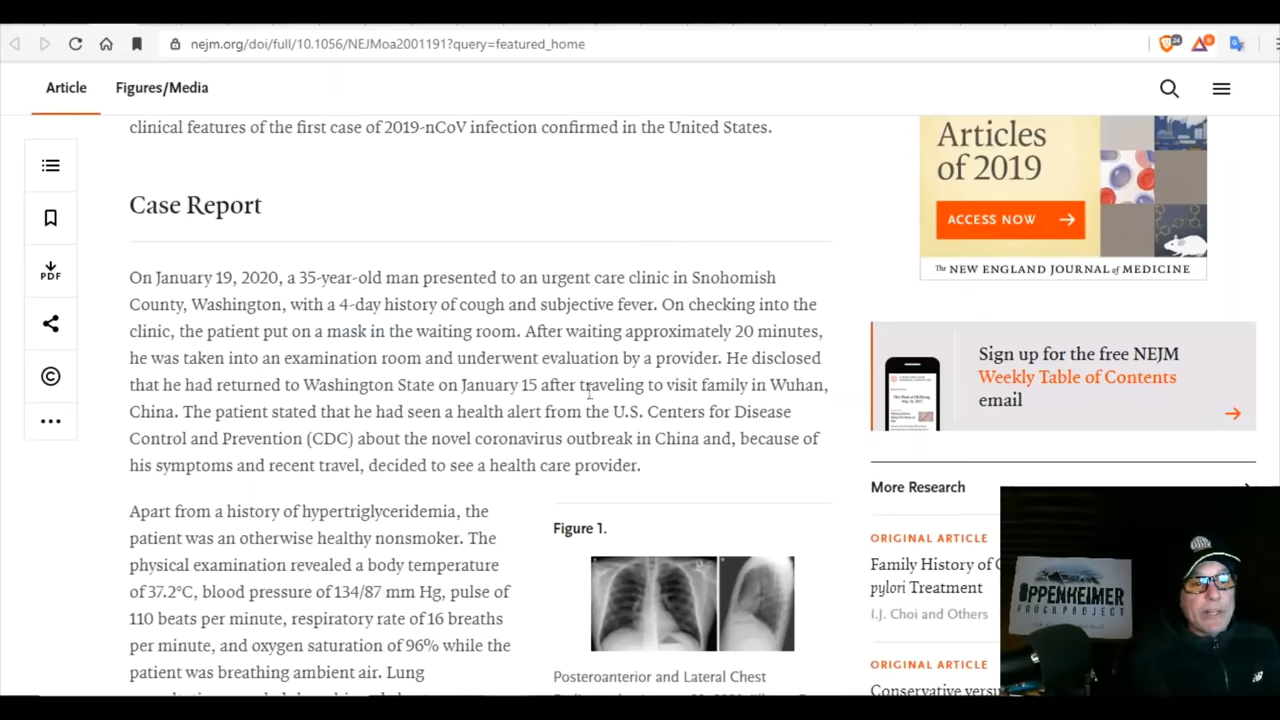 nejm.org/doi/full/10.1056/NEJMoa2001191?query=featured_home
24
9
Article
Figures/Media
clinical features of the first case of 2019-nCoV infection confirmed in the United States.
Case Report
On January 19, 2020, a 35-year-old man presented to an urgent care clinic in Snohomish
County, Washington, with a 4-day history of cough and subjective fever. On checking into the
clinic, the patient put on a mask in the waiting room. After waiting approximately 20 minutes,
he was taken into an examination room and underwent evaluation by a provider. He disclosed
that he had returned to Washington State on January 15 after traveling to visit family in Wuhan,
China. The patient stated that he had seen a health alert from the U.S. Centers for Disease
Control and Prevention (CDC) about the novel coronavirus outbreak in China and, because of
his symptoms and recent travel, decided to see a health care provider.
Apart from a history of hypertriglyceridemia, the
patient was an otherwise healthy nonsmoker. The
physical examination revealed a body temperature
of 37.2°C, blood pressure of 134/87 mm Hg, pulse of
110 beats per minute, respiratory rate of 16 breaths
per minute, and oxygen saturation of 96% while the
patient was breathing ambient air. Lung
Figure 1.
Posteroanterior and Lateral Chest
PDF
Articles
of 2019
ACCESS NOW
The NEW ENGLAND JOURNAL of MEDICINE
Sign up for the free NEJM
Weekly Table of Contents
email
More Research
ORIGINAL ARTICLE
Family History of
pylori Treatment
I.J. Choi and Others
ORIGINAL ARTICLE
Conservative
OPPENHEIMER
PROJECT